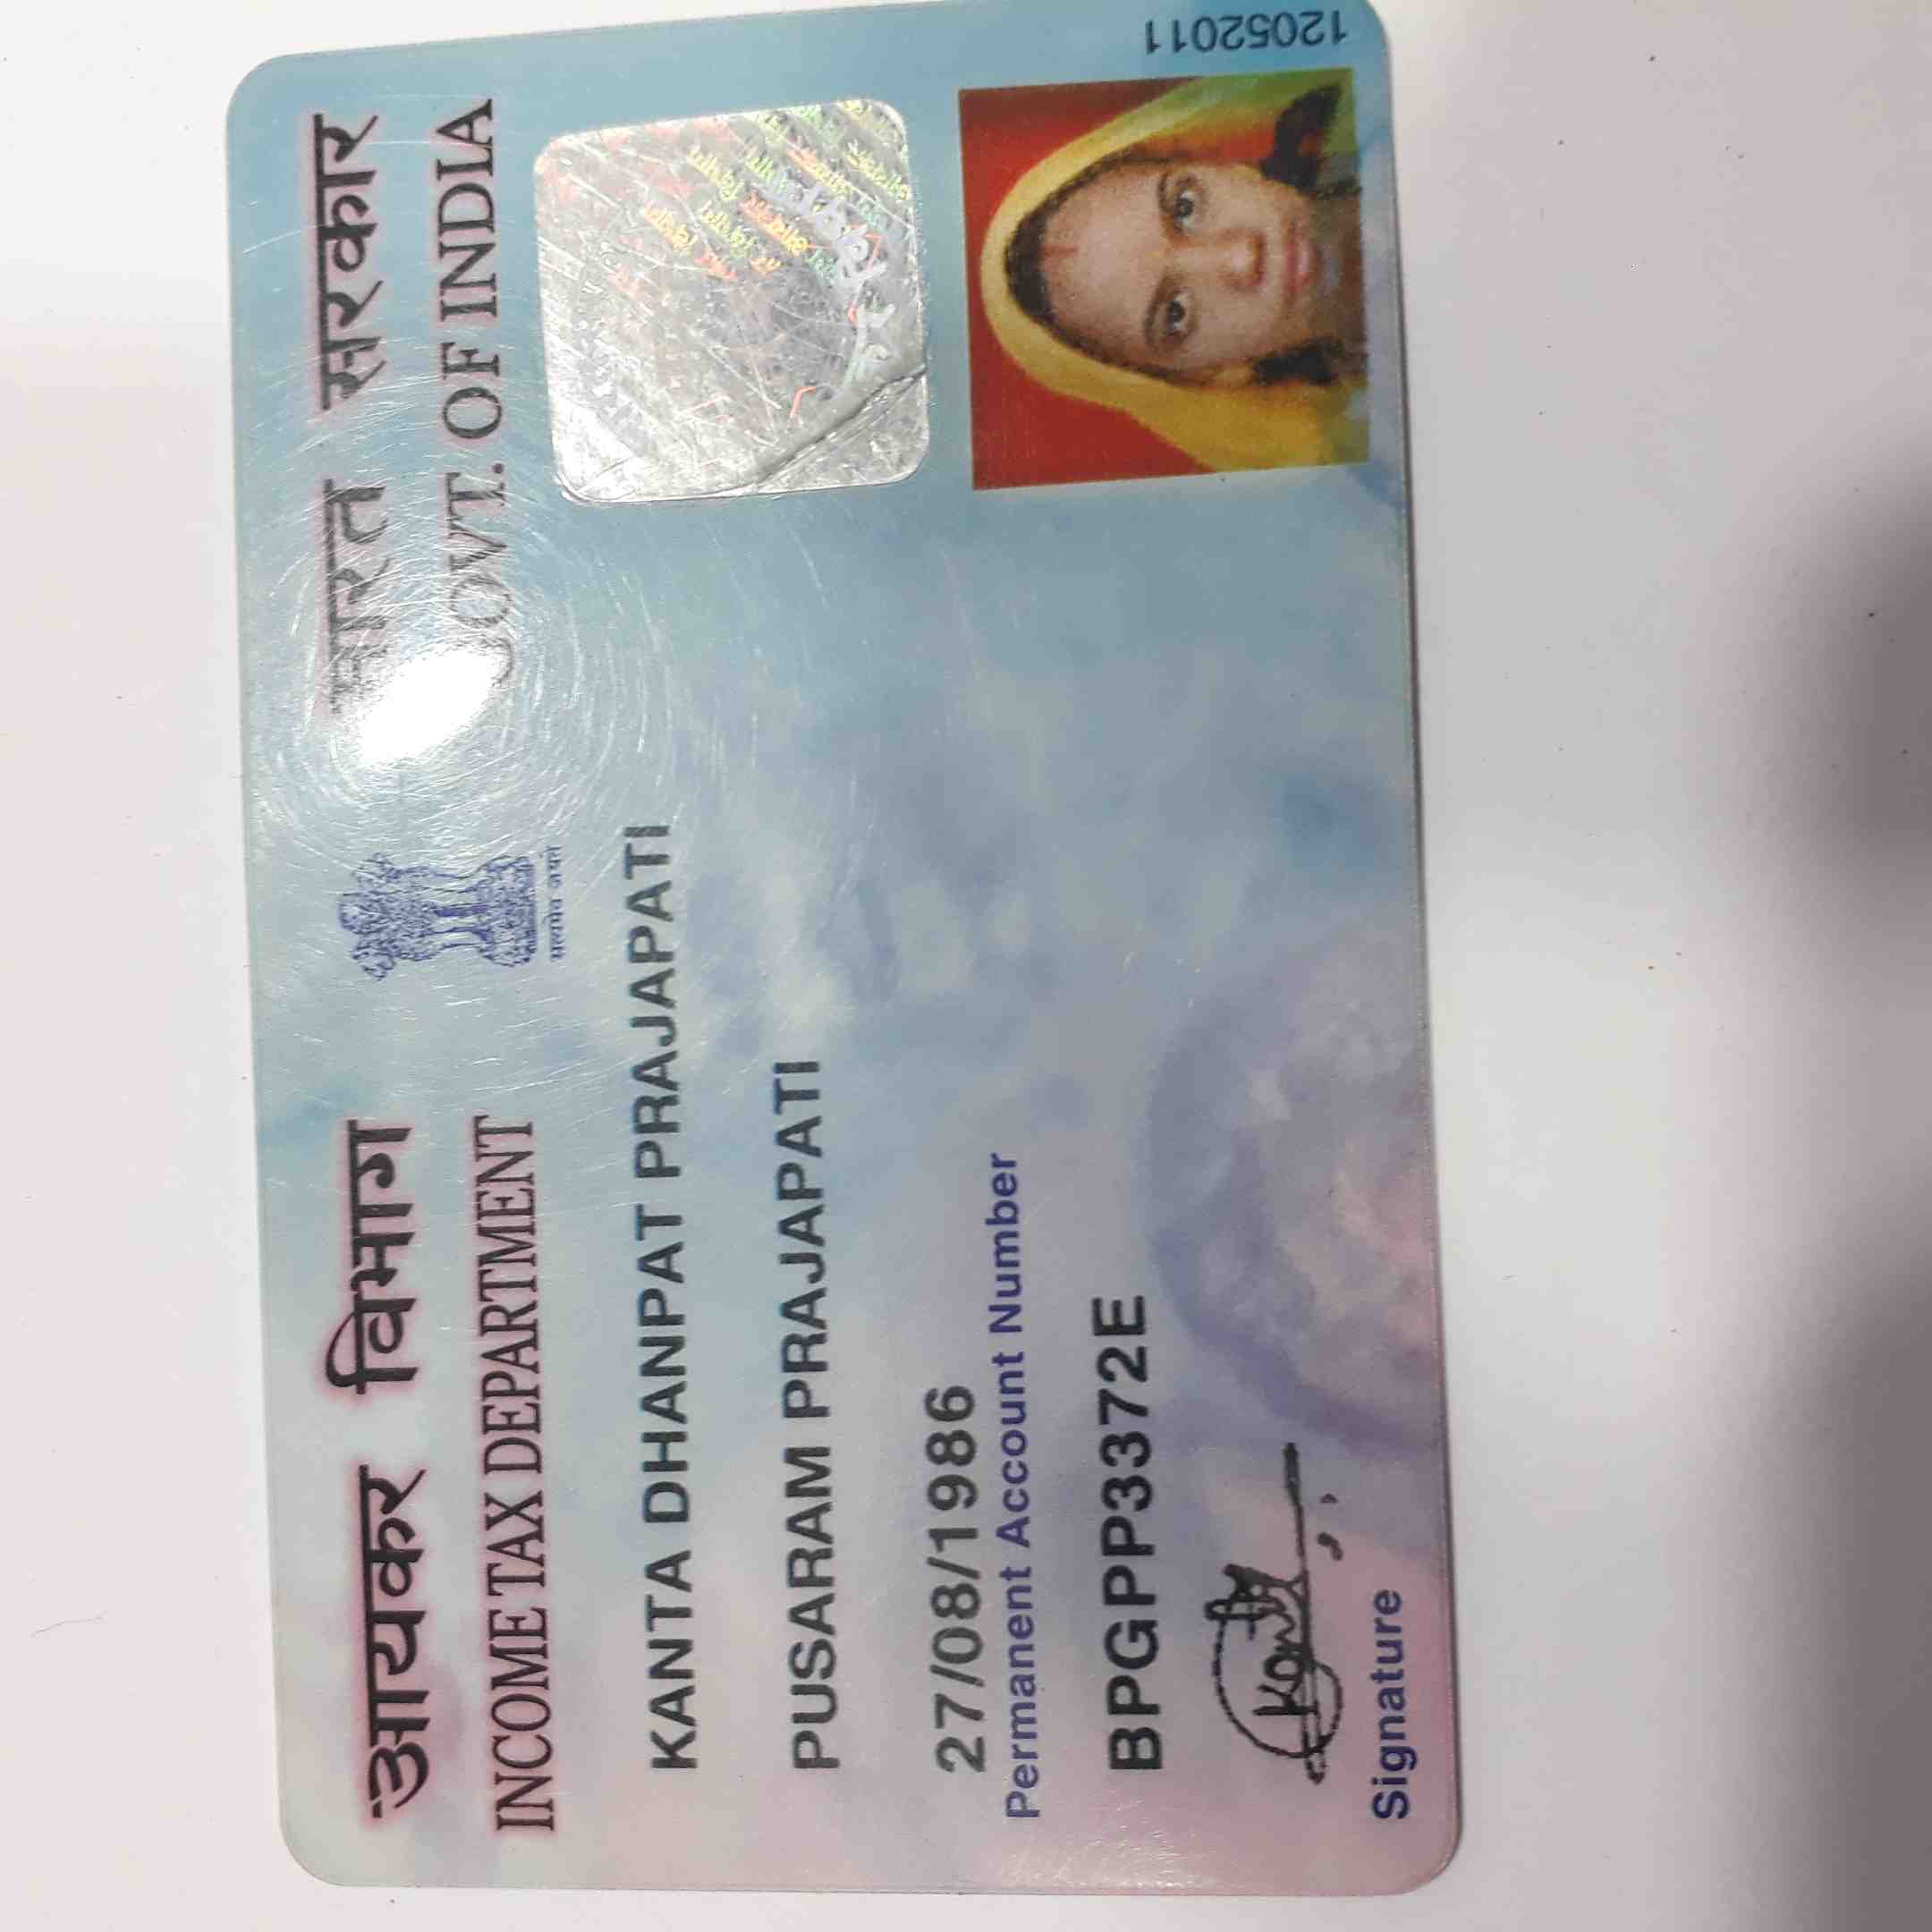 आयकर विभाग
INCOME TAX DEPARTMENT
सत्यमेव जयते
भारत सरकार
GOVT. OF INDIA
KANTA DHANPAT PRAJAPATI
PUSARAM PRAJAPATI
27/08/1986
Permanent Account Number
BPGPP3372E
Kanta
Signature
12052011